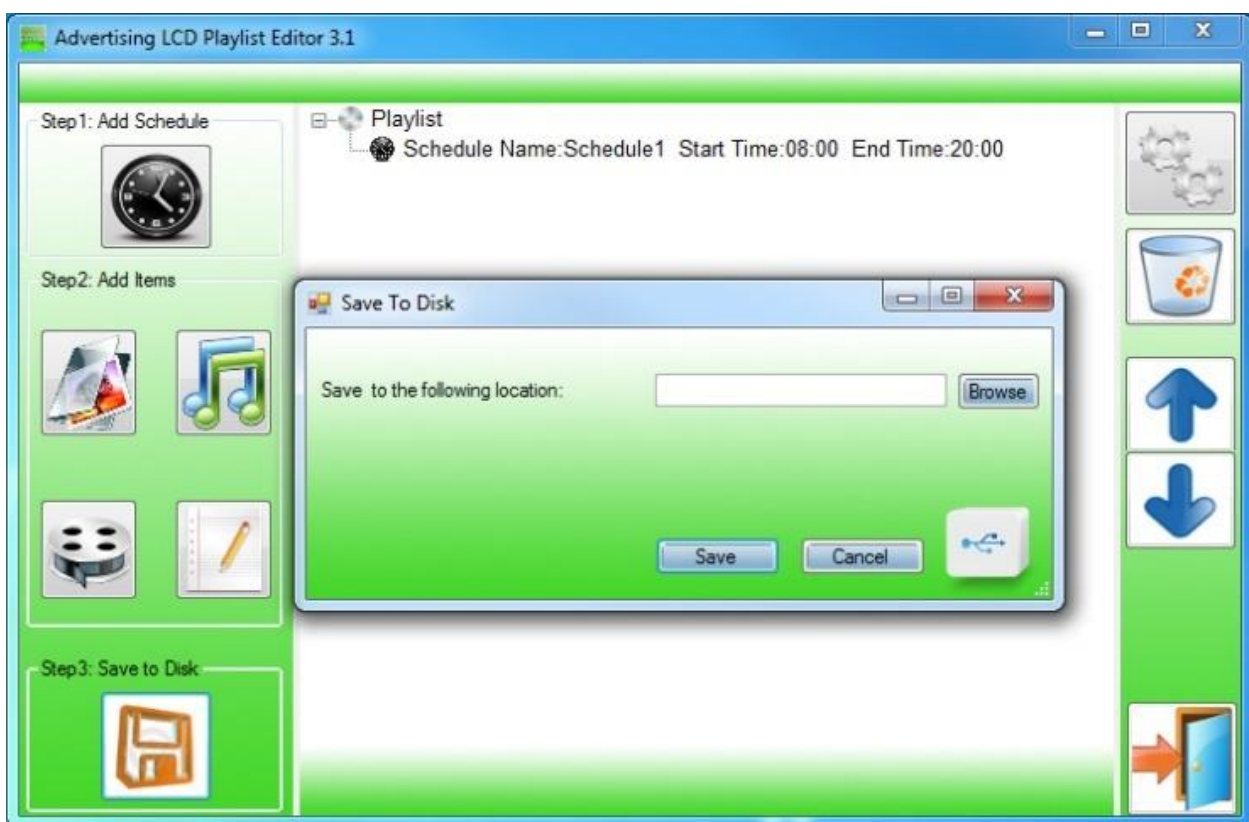 Advertising LCD Playlist Editor 3.1
Step1: Add Schedule
Playlist
Schedule Name:Schedule1 Start Time:08:00 End Time:20:00
Step2: Add Items
Save To Disk
Save to the following location:
Browse
Save
Cancel
Step3: Save to Disk